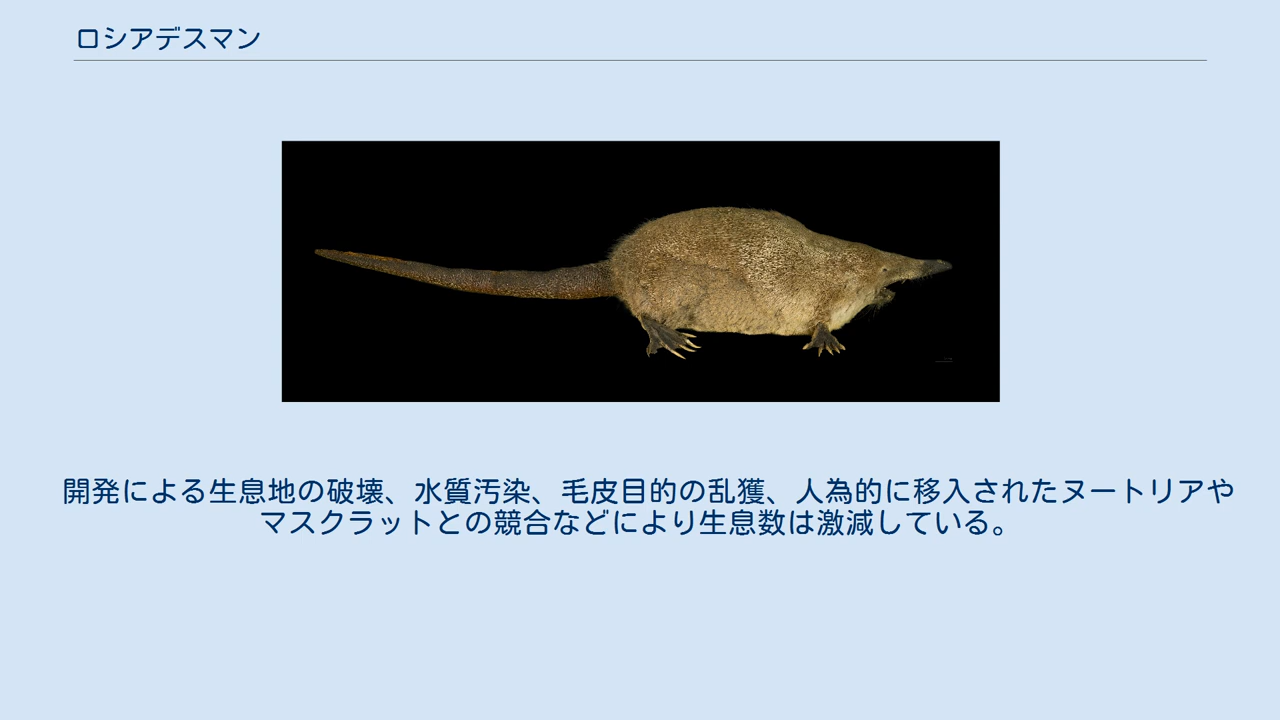 ロシアデスマン
開発による生息地の破壊、水質汚染、毛皮目的の乱獲、人為的に移入されたヌートリアや
マスクラットとの競合などにより生息数は激減している。